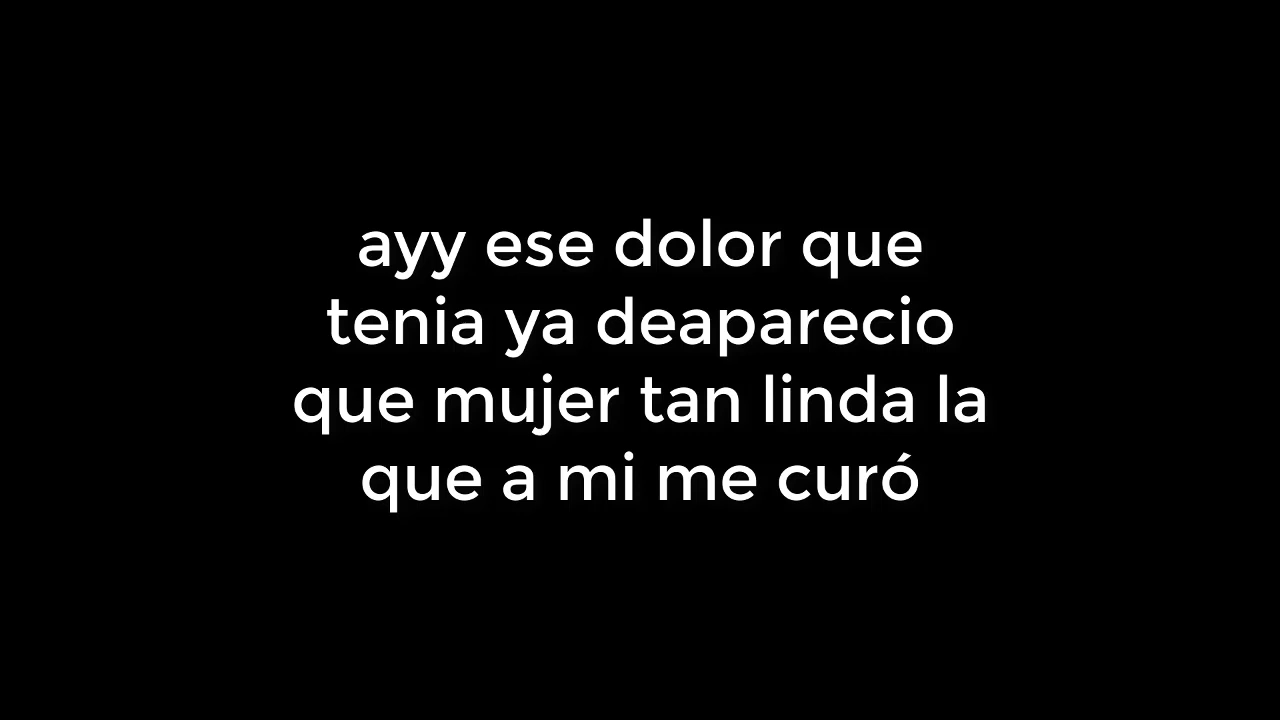 ayy ese dolor que
tenia ya deaparecio
que mujer tan linda la
que a mi me curó